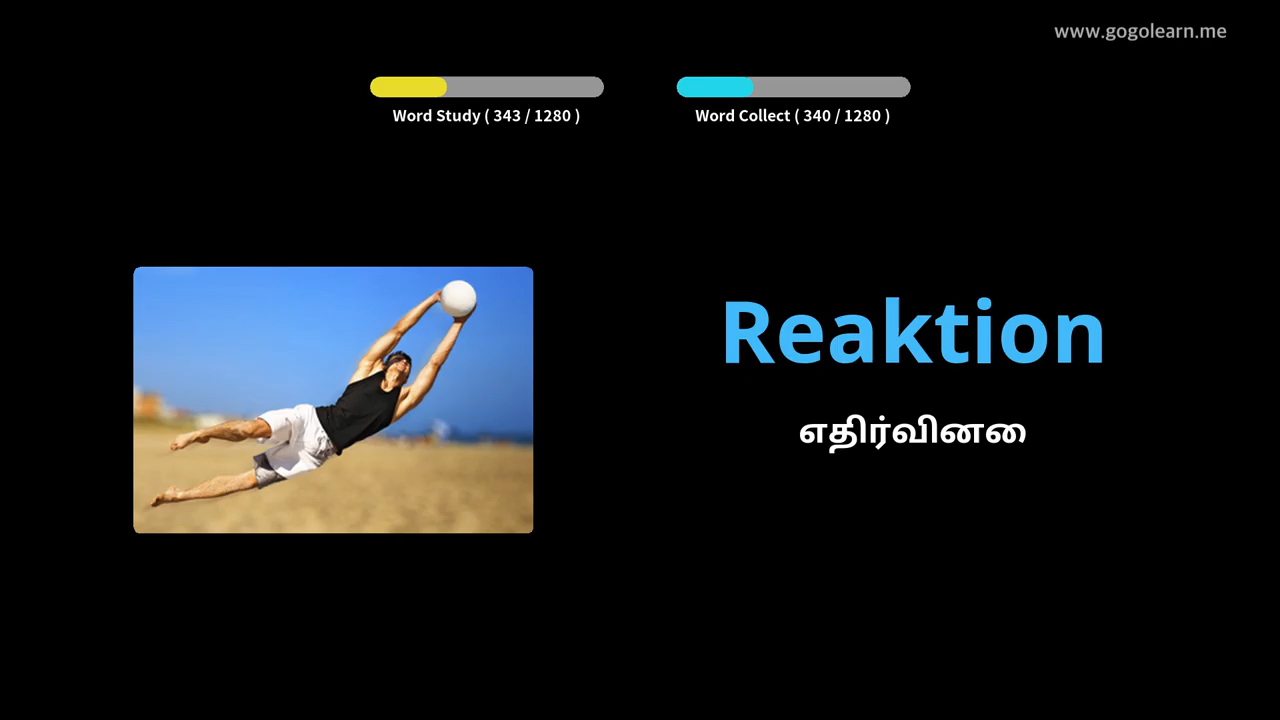 www.gogolearn.me
Word Study ( 343 / 1280 )
Word Collect ( 340 / 1280 )
Reaktion
எதிர்வினை